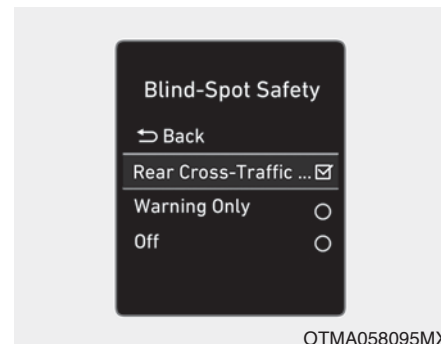 Blind-Spot Safety
Back
Rear Cross-Traffic ...
Warning Only
Off
OTMA058095MX